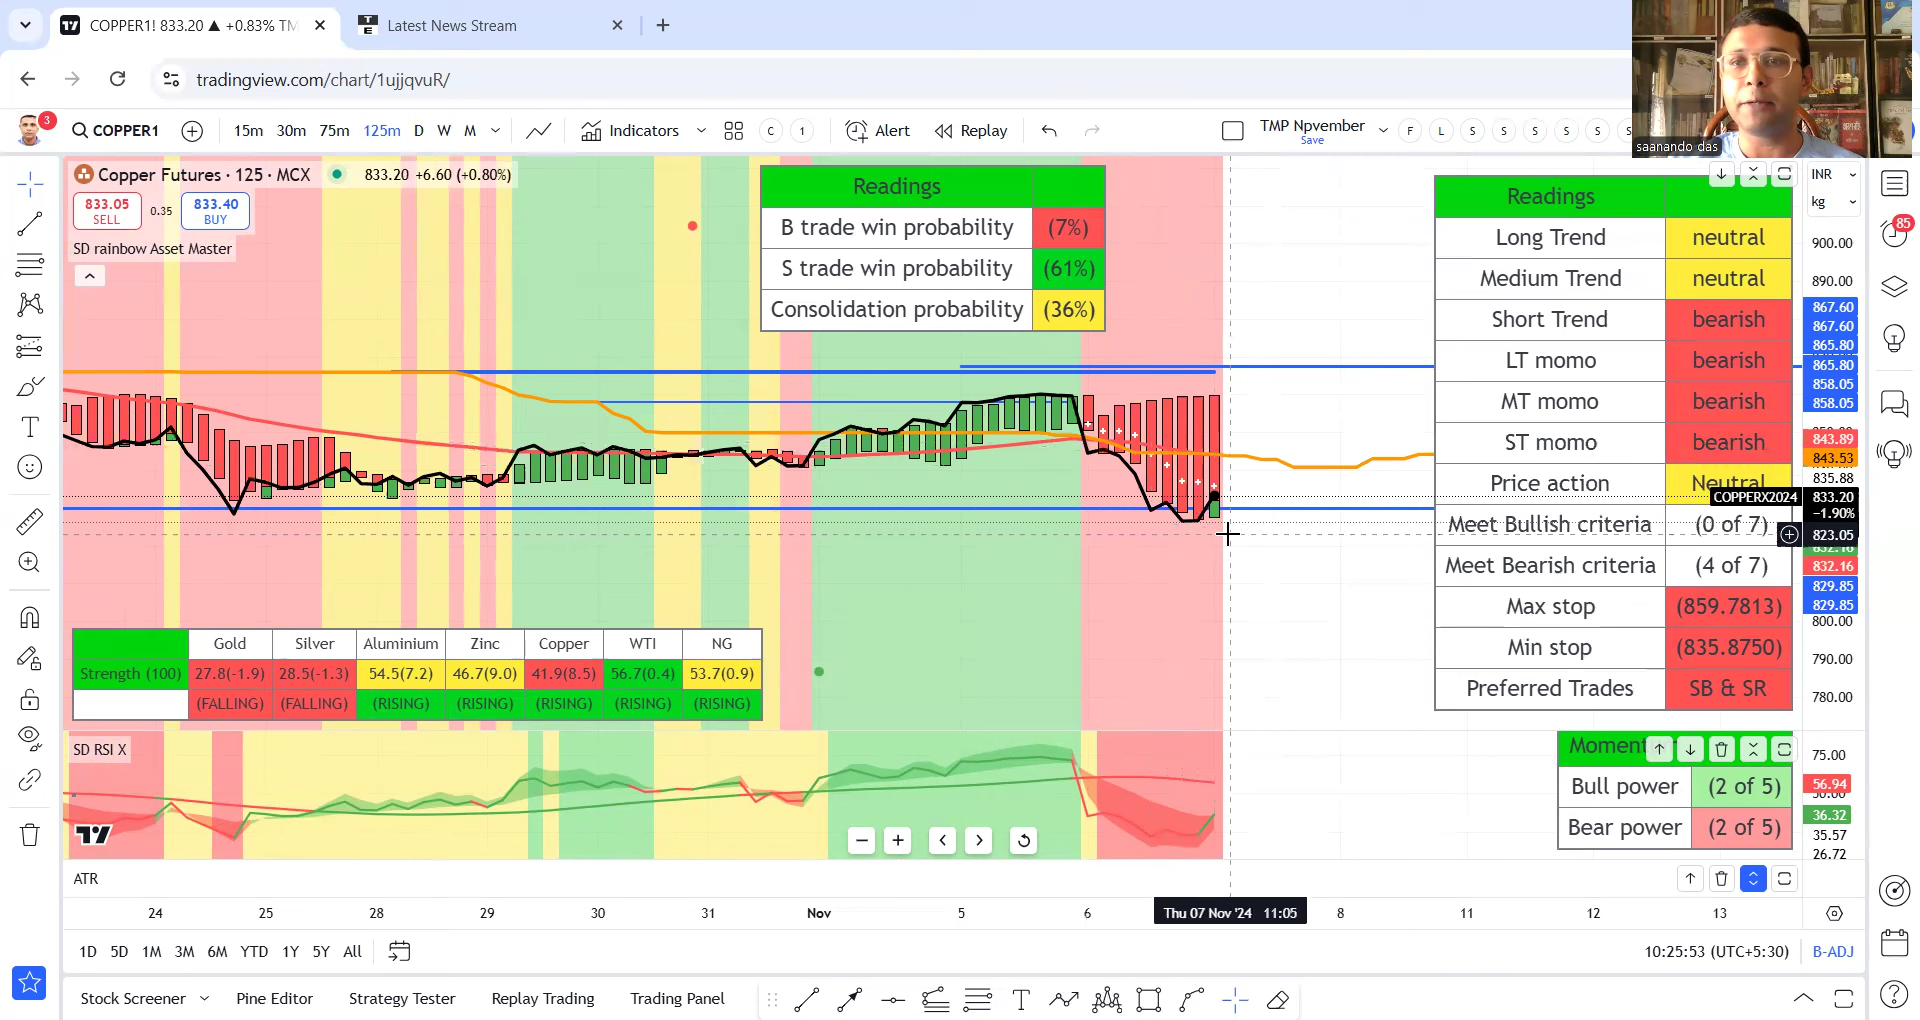 COPPER1! 833.20 ▲ +0.83% TM
Latest News Stream
tradingview.com/chart/1ujjqvuR/
3
COPPER1
15m 30m 75m 125m D W M
Indicators
C 1
Alert
Replay
TMP Npvember
Save
F L S S S S S S
saanando das
Copper Futures · 125 · MCX 833.20 +6.60 (+0.80%)
833.05
SELL
0.35
833.40
BUY
SD rainbow Asset Master
Readings
B trade win probability (7%)
S trade win probability (61%)
Consolidation probability (36%)
Readings
Long Trend neutral
Medium Trend neutral
Short Trend bearish
LT momo bearish
MT momo bearish
ST momo bearish
Price action Neutral
Meet Bullish criteria (0 of 7)
Meet Bearish criteria (4 of 7)
Max stop (859.7813)
Min stop (835.8750)
Preferred Trades SB & SR
INR
kg
900.00
890.00
867.60
867.60
865.80
865.80
858.05
858.05
843.89
843.53
835.88
COPPERX2024 833.20
−1.90%
823.05
832.16
832.16
829.85
829.85
800.00
790.00
780.00
85
Gold Silver Aluminium Zinc Copper WTI NG
Strength (100) 27.8(-1.9) 28.5(-1.3) 54.5(7.2) 46.7(9.0) 41.9(8.5) 56.7(0.4) 53.7(0.9)
(FALLING) (FALLING) (RISING) (RISING) (RISING) (RISING) (RISING)
SD RSI X
Moment
Bull power (2 of 5)
Bear power (2 of 5)
75.00
56.94
50.00
36.32
35.57
26.72
ATR
24 25 28 29 30 31 Nov 5 6 Thu 07 Nov '24 11:05 8 11 12 13
1D 5D 1M 3M 6M YTD 1Y 5Y All
10:25:53 (UTC+5:30) B-ADJ
Stock Screener Pine Editor Strategy Tester Replay Trading Trading Panel